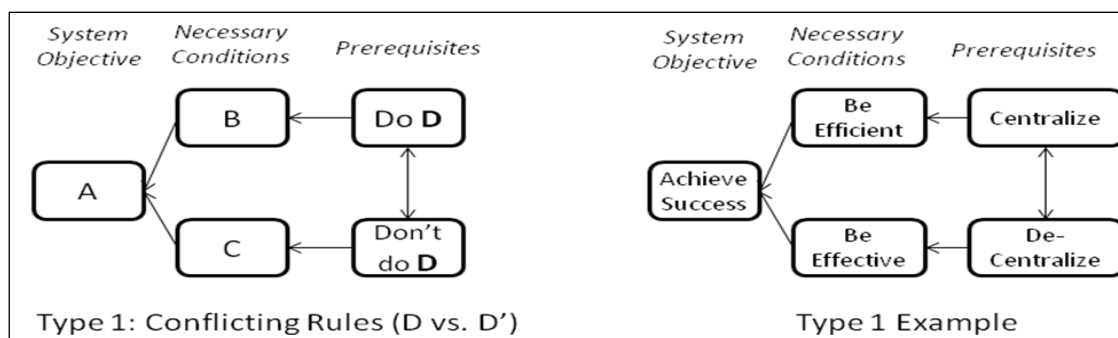 System
Objective
Necessary
Conditions
Prerequisites
B
Do D
A
C
Don't
do D
Type 1: Conflicting Rules (D vs. D')
System
Objective
Necessary
Conditions
Prerequisites
Be
Efficient
Centralize
Achieve
Success
Be
Effective
De-
Centralize
Type 1 Example